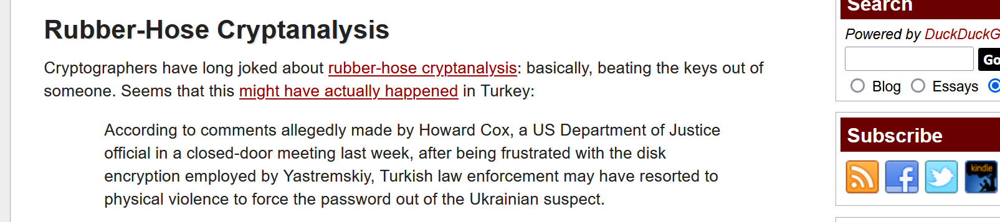 Rubber-Hose Cryptanalysis
Cryptographers have long joked about rubber-hose cryptanalysis: basically, beating the keys out of
someone. Seems that this might have actually happened in Turkey:
According to comments allegedly made by Howard Cox, a US Department of Justice
official in a closed-door meeting last week, after being frustrated with the disk
encryption employed by Yastremskiy, Turkish law enforcement may have resorted to
physical violence to force the password out of the Ukrainian suspect.
Search
Powered by DuckDuckG
Go
Blog Essays
Subscribe
kindle